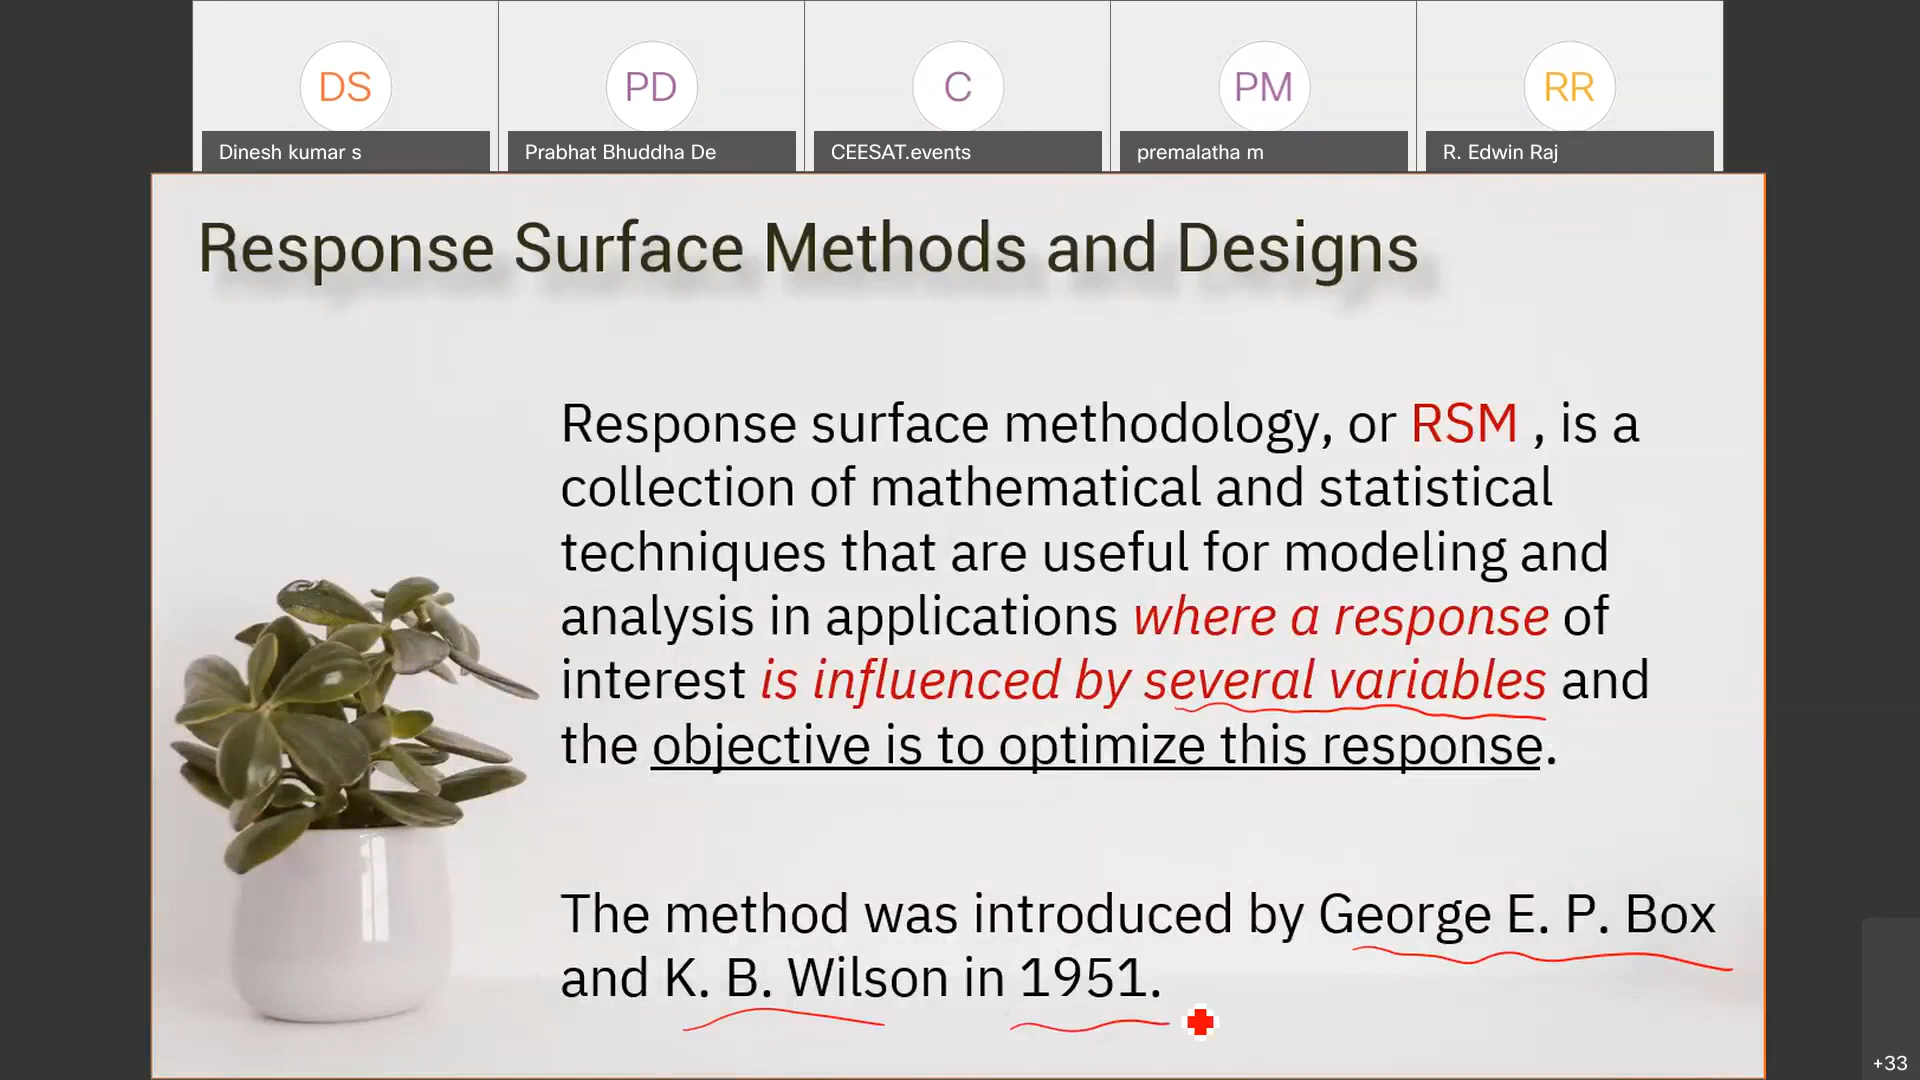 DS
PD
C
PM
RR
Dinesh kumar s
Prabhat Bhuddha De
CEESAT.events
premalatha m
R. Edwin Raj
Response Surface Methods and Designs
Response surface methodology, or RSM , is a
collection of mathematical and statistical
techniques that are useful for modeling and
analysis in applications where a response of
interest is influenced by several variables and
the objective is to optimize this response.
The method was introduced by George E. P. Box
and K. B. Wilson in 1951.
+33